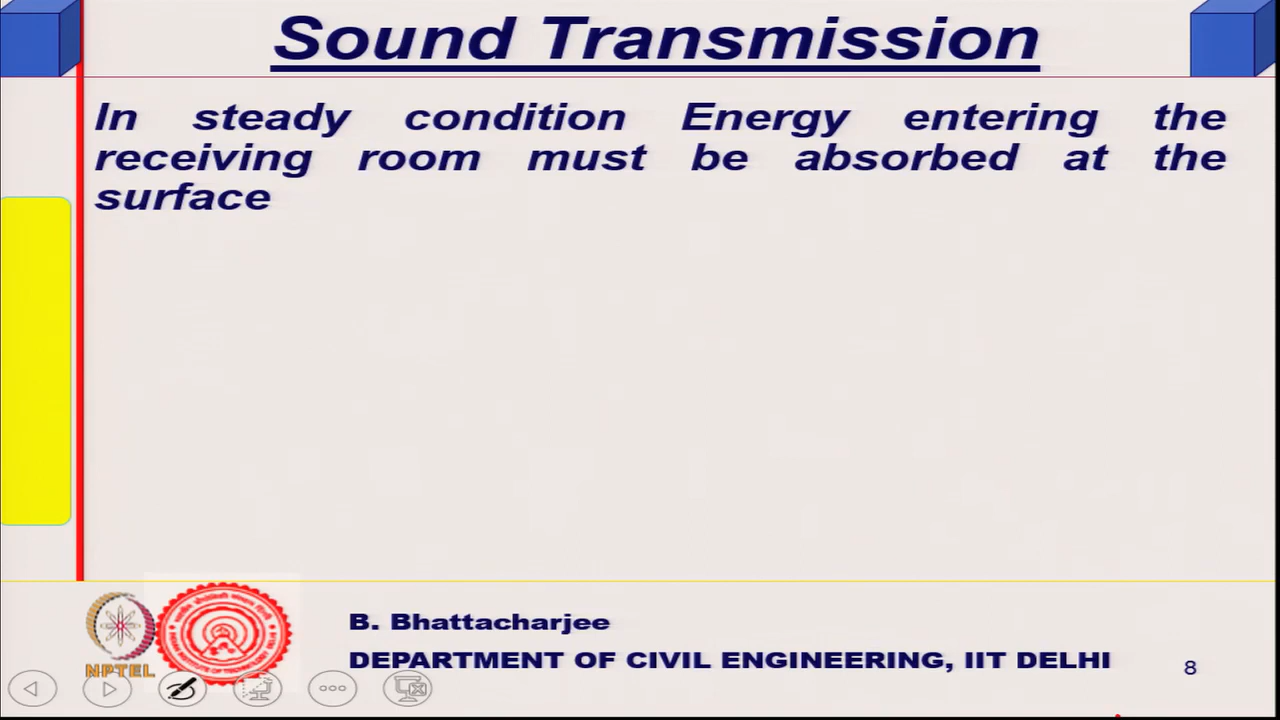 Sound Transmission
In steady condition Energy entering the
receiving room must be absorbed at the
surface
B. Bhattacharjee
DEPARTMENT OF CIVIL ENGINEERING, IIT DELHI
NPTEL
8